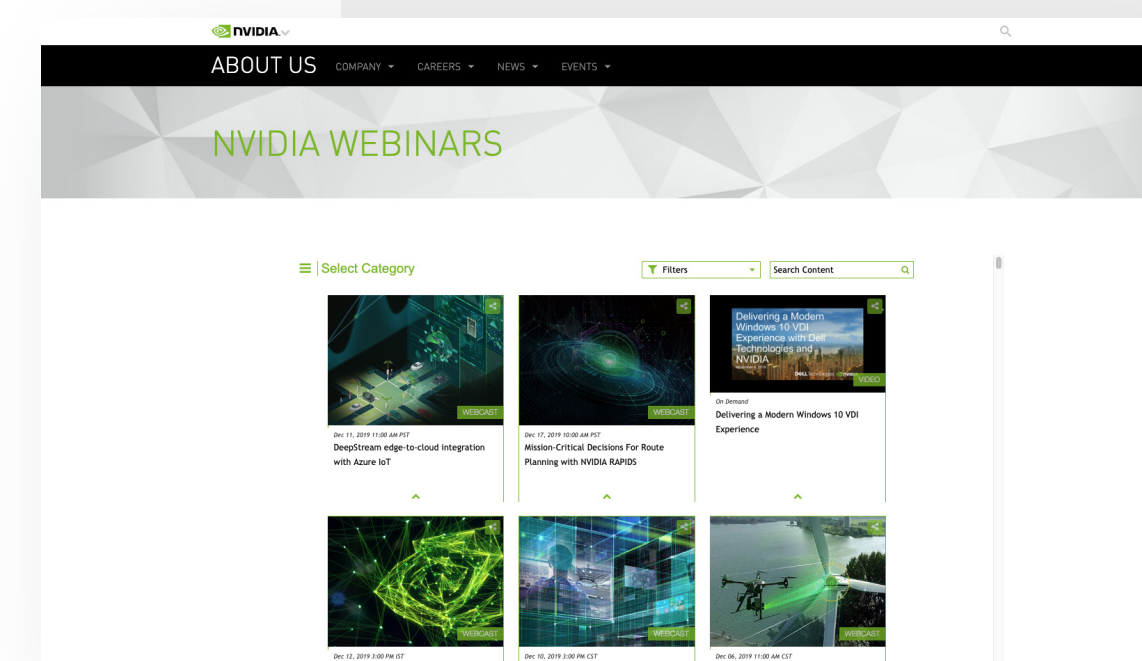 NVIDIA.
ABOUT US COMPANY CAREERS NEWS EVENTS
NVIDIA WEBINARS
Select Category
Filters
Search Content
WEBCAST
Dec 11, 2019 11:00 AM PST
DeepStream edge-to-cloud integration
with Azure IoT
WEBCAST
Dec 17, 2019 10:00 AM PST
Mission-Critical Decisions For Route
Planning with NVIDIA RAPIDS
Delivering a Modern
Windows 10 VDI
Experience with Dell
Technologies and
NVIDIA
DELL Technologies
VIDEO
On Demand
Delivering a Modern Windows 10 VDI
Experience
WEBCAST
Dec 12, 2019 3:00 PM IST
WEBCAST
Dec 10, 2019 3:00 PM CST
WEBCAST
Dec 06, 2019 11:00 AM CST